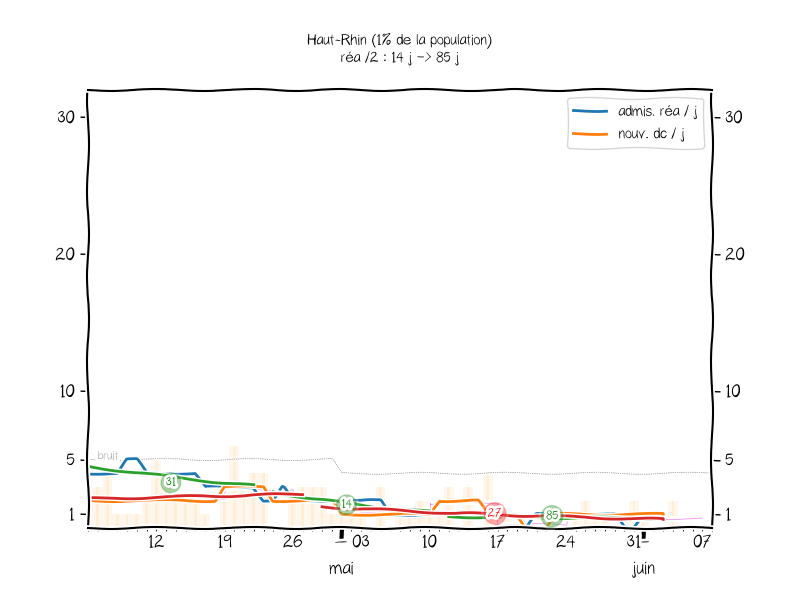 Haut-Rhin (1% de la population)
réa /2 : 14 j -> 85 j
admis. réa / j
nouv. dc / j
30
30
20
20
10
10
5
5
1
1
bruit
31
14
27
85
12 19 26 03 10 17 24 31 07
mai juin